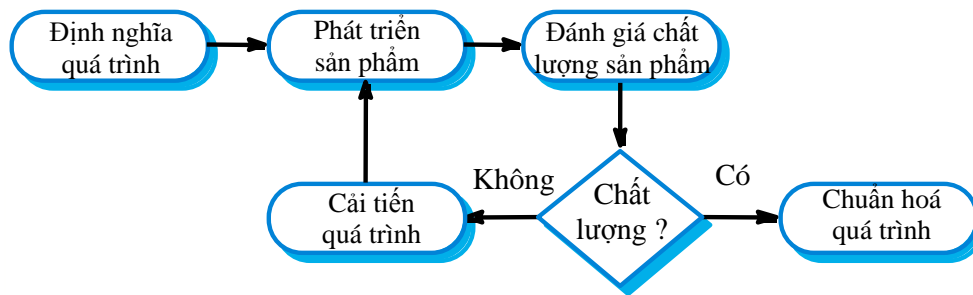 Định nghĩa
quá trình
Phát triển
sản phẩm
Đánh giá chất
lượng sản phẩm
Không
Có
Cải tiến
quá trình
Chất
lượng ?
Chuẩn hoá
quá trình